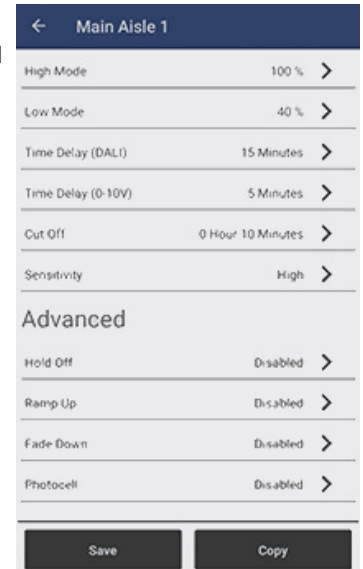 Main Aisle 1
High Mode 100 %
Low Mode 40 %
Time Delay (DALI) 15 Minutes
Time Delay (0-10V) 5 Minutes
Cut Off 0 Hour 10 Minutes
Sensitivity High
Advanced
Hold Off Disabled
Ramp Up Disabled
Fade Down Disabled
Photocell Disabled
Save Copy